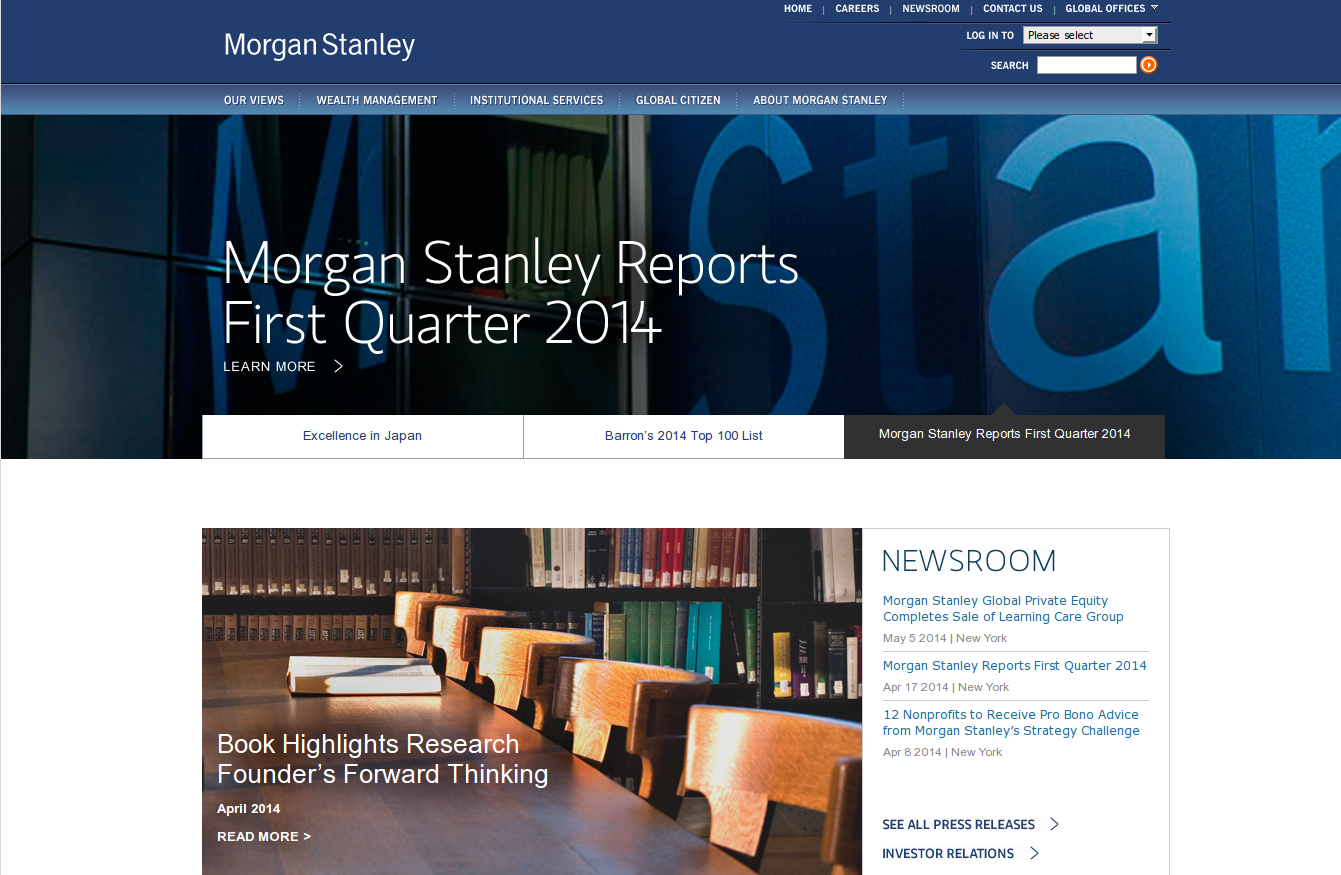 HOME | CAREERS | NEWSROOM | CONTACT US | GLOBAL OFFICES
Morgan Stanley
LOG IN TO Please select
SEARCH
OUR VIEWS WEALTH MANAGEMENT INSTITUTIONAL SERVICES GLOBAL CITIZEN ABOUT MORGAN STANLEY
M Star
Morgan Stanley Reports
First Quarter 2014
LEARN MORE >
Excellence in Japan
Barron's 2014 Top 100 List
Morgan Stanley Reports First Quarter 2014
Book Highlights Research
Founder's Forward Thinking
April 2014
READ MORE >
NEWSROOM
Morgan Stanley Global Private Equity
Completes Sale of Learning Care Group
May 5 2014 | New York
Morgan Stanley Reports First Quarter 2014
Apr 17 2014 | New York
12 Nonprofits to Receive Pro Bono Advice
from Morgan Stanley's Strategy Challenge
Apr 8 2014 | New York
SEE ALL PRESS RELEASES >
INVESTOR RELATIONS >